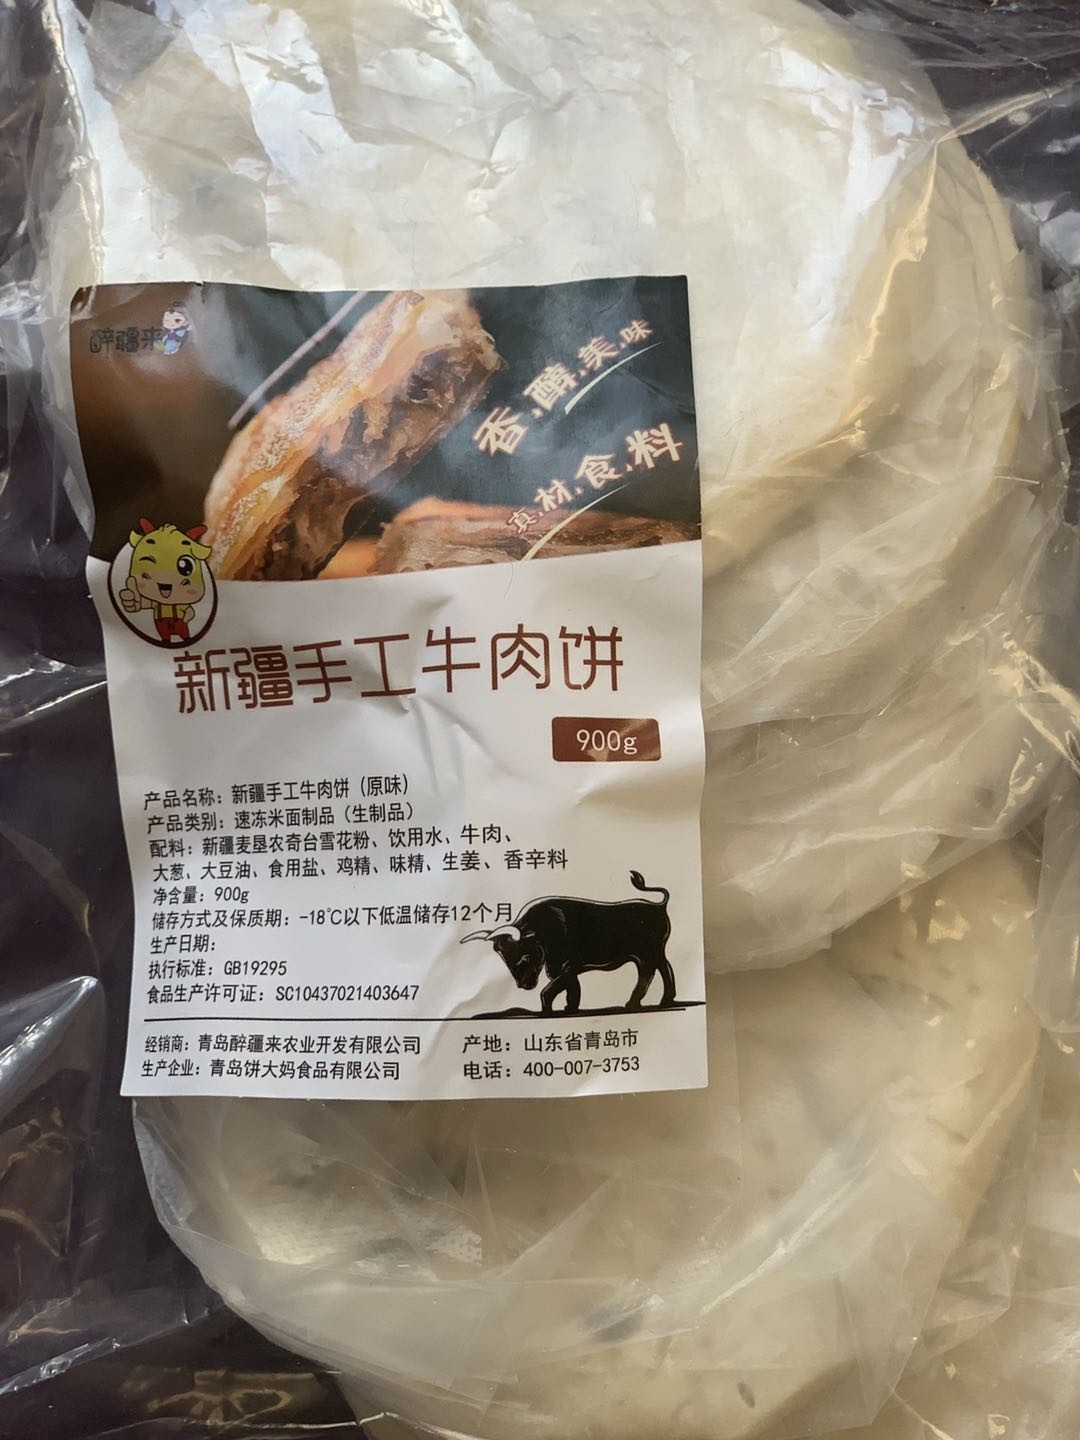 醉疆来
香.醇.美.味
真.材.食.料
新疆手工牛肉饼
900g
产品名称：新疆手工牛肉饼（原味）
产品类别：速冻米面制品（生制品）
配料：新疆麦垦农奇台雪花粉、饮用水、牛肉、
大葱、大豆油、食用盐、鸡精、味精、生姜、香辛料
净含量：900g
储存方式及保质期：-18℃以下低温储存12个月
生产日期：
执行标准：GB19295
食品生产许可证：SC10437021403647
经销商：青岛醉疆来农业开发有限公司
产地：山东省青岛市
生产企业：青岛饼大妈食品有限公司
电话：400-007-3753